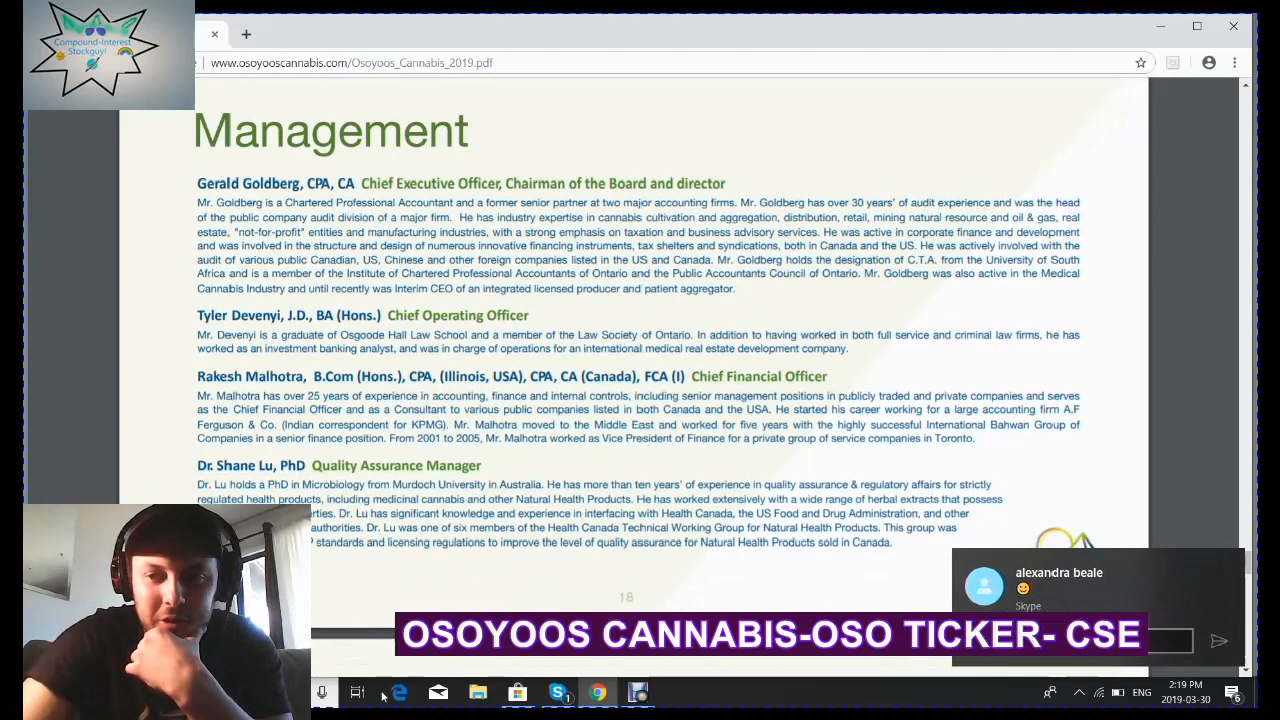 Compound-Interest
Stockguy!
www.osoyooscannabis.com/Osoyoos_Cannabis_2019.pdf
Management
Gerald Goldberg, CPA, CA Chief Executive Officer, Chairman of the Board and director
Mr. Goldberg is a Chartered Professional Accountant and a former senior partner at two major accounting firms. Mr. Goldberg has over 30 years' of audit experience and was the head
of the public company audit division of a major firm. He has industry expertise in cannabis cultivation and aggregation, distribution, retail, mining natural resource and oil & gas, real
estate, "not-for-profit" entities and manufacturing industries, with a strong emphasis on taxation and business advisory services. He was active in corporate finance and development
and was involved in the structure and design of numerous innovative financing instruments, tax shelters and syndications, both in Canada and the US. He was actively involved with the
audit of various public Canadian, US, Chinese and other foreign companies listed in the US and Canada. Mr. Goldberg holds the designation of C.T.A. from the University of South
Africa and is a member of the Institute of Chartered Professional Accountants of Ontario and the Public Accountants Council of Ontario. Mr. Goldberg was also active in the Medical
Cannabis Industry and until recently was Interim CEO of an integrated licensed producer and patient aggregator.
Tyler Devenyi, J.D., BA (Hons.) Chief Operating Officer
Mr. Devenyi is a graduate of Osgoode Hall Law School and a member of the Law Society of Ontario. In addition to having worked in both full service and criminal law firms, he has
worked as an investment banking analyst, and was in charge of operations for an international medical real estate development company.
Rakesh Malhotra, B.Com (Hons.), CPA, (Illinois, USA), CPA, CA (Canada), FCA (I) Chief Financial Officer
Mr. Malhotra has over 25 years of experience in accounting, finance and internal controls, including senior management positions in publicly traded and private companies and serves
as the Chief Financial Officer and as a Consultant to various public companies listed in both Canada and the USA. He started his career working for a large accounting firm A.F
Ferguson & Co. (Indian correspondent for KPMG). Mr. Malhotra moved to the Middle East and worked for five years with the highly successful International Bahwan Group of
Companies in a senior finance position. From 2001 to 2005, Mr. Malhotra worked as Vice President of Finance for a private group of service companies in Toronto.
Dr. Shane Lu, PhD Quality Assurance Manager
Dr. Lu holds a PhD in Microbiology from Murdoch University in Australia. He has more than ten years' of experience in quality assurance & regulatory affairs for strictly
regulated health products, including medicinal cannabis and other Natural Health Products. He has worked extensively with a wide range of herbal extracts that possess
erties. Dr. Lu has significant knowledge and experience in interfacing with Health Canada, the US Food and Drug Administration, and other
authorities. Dr. Lu was one of six members of the Health Canada Technical Working Group for Natural Health Products. This group was
P standards and licensing regulations to improve the level of quality assurance for Natural Health Products sold in Canada.
18
alexandra beale
Skype
OSOYOOS CANNABIS-OSO TICKER- CSE
1
ENG
2:19 PM
2019-03-30
6